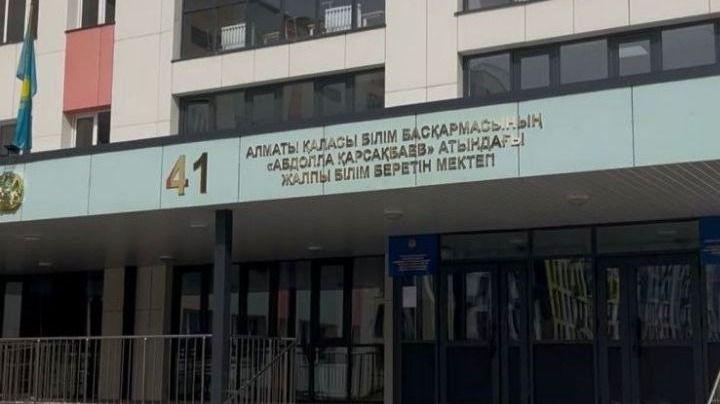 41
АЛМАТЫ ҚАЛАСЫ БІЛІМ БАСҚАРМАСЫНЫҢ
«АБДОЛЛА ҚАРСАҚБАЕВ» АТЫНДАҒЫ
ЖАЛПЫ БІЛІМ БЕРЕТІН МЕКТЕП